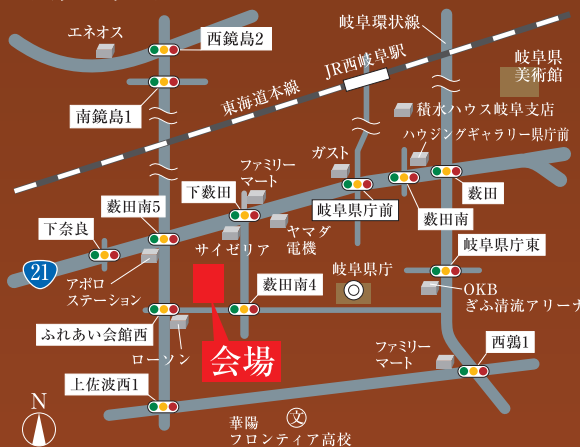 エネオス
西鏡島2
岐阜環状線
JR西岐阜駅
岐阜県
美術館
東海道本線
南鏡島1
積水ハウス岐阜支店
ハウジングギャラリー県庁前
ガスト
ファミリー
マート
下薮田
薮田
薮田南5
岐阜県庁前
薮田南
下奈良
ヤマダ
電機
サイゼリア
岐阜県庁東
21
アポロ
ステーション
岐阜県庁
OKB
ぎふ清流アリーナ
薮田南4
ふれあい会館西
ローソン
会場
ファミリー
マート
西鶉1
上佐波西1
N
文
華陽
フロンティア高校